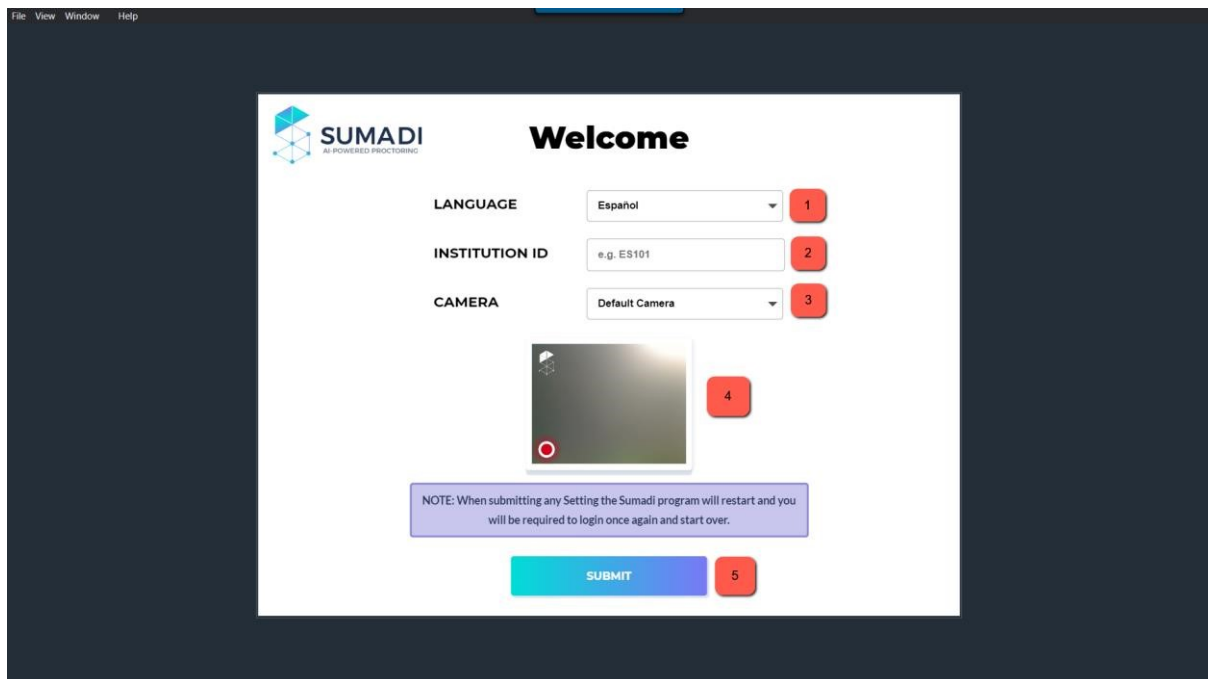 File View Window Help
SUMADI
AI-POWERED PROCTORING
Welcome
LANGUAGE Español 1
INSTITUTION ID e.g. ES101 2
CAMERA Default Camera 3
4
NOTE: When submitting any Setting the Sumadi program will restart and you
will be required to login once again and start over.
SUBMIT 5